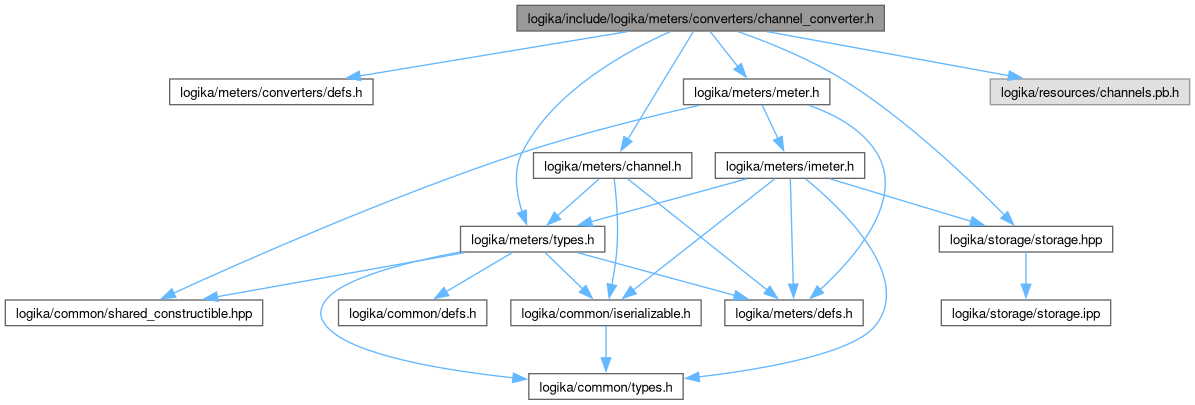 logika/include/logika/meters/converters/channel_converter.h
logika/meters/converters/defs.h
logika/meters/meter.h
logika/resources/channels.pb.h
logika/meters/channel.h
logika/meters/imeter.h
logika/meters/types.h
logika/storage/storage.hpp
logika/common/shared_constructible.hpp
logika/common/defs.h
logika/common/iserializable.h
logika/meters/defs.h
logika/storage/storage.ipp
logika/common/types.h